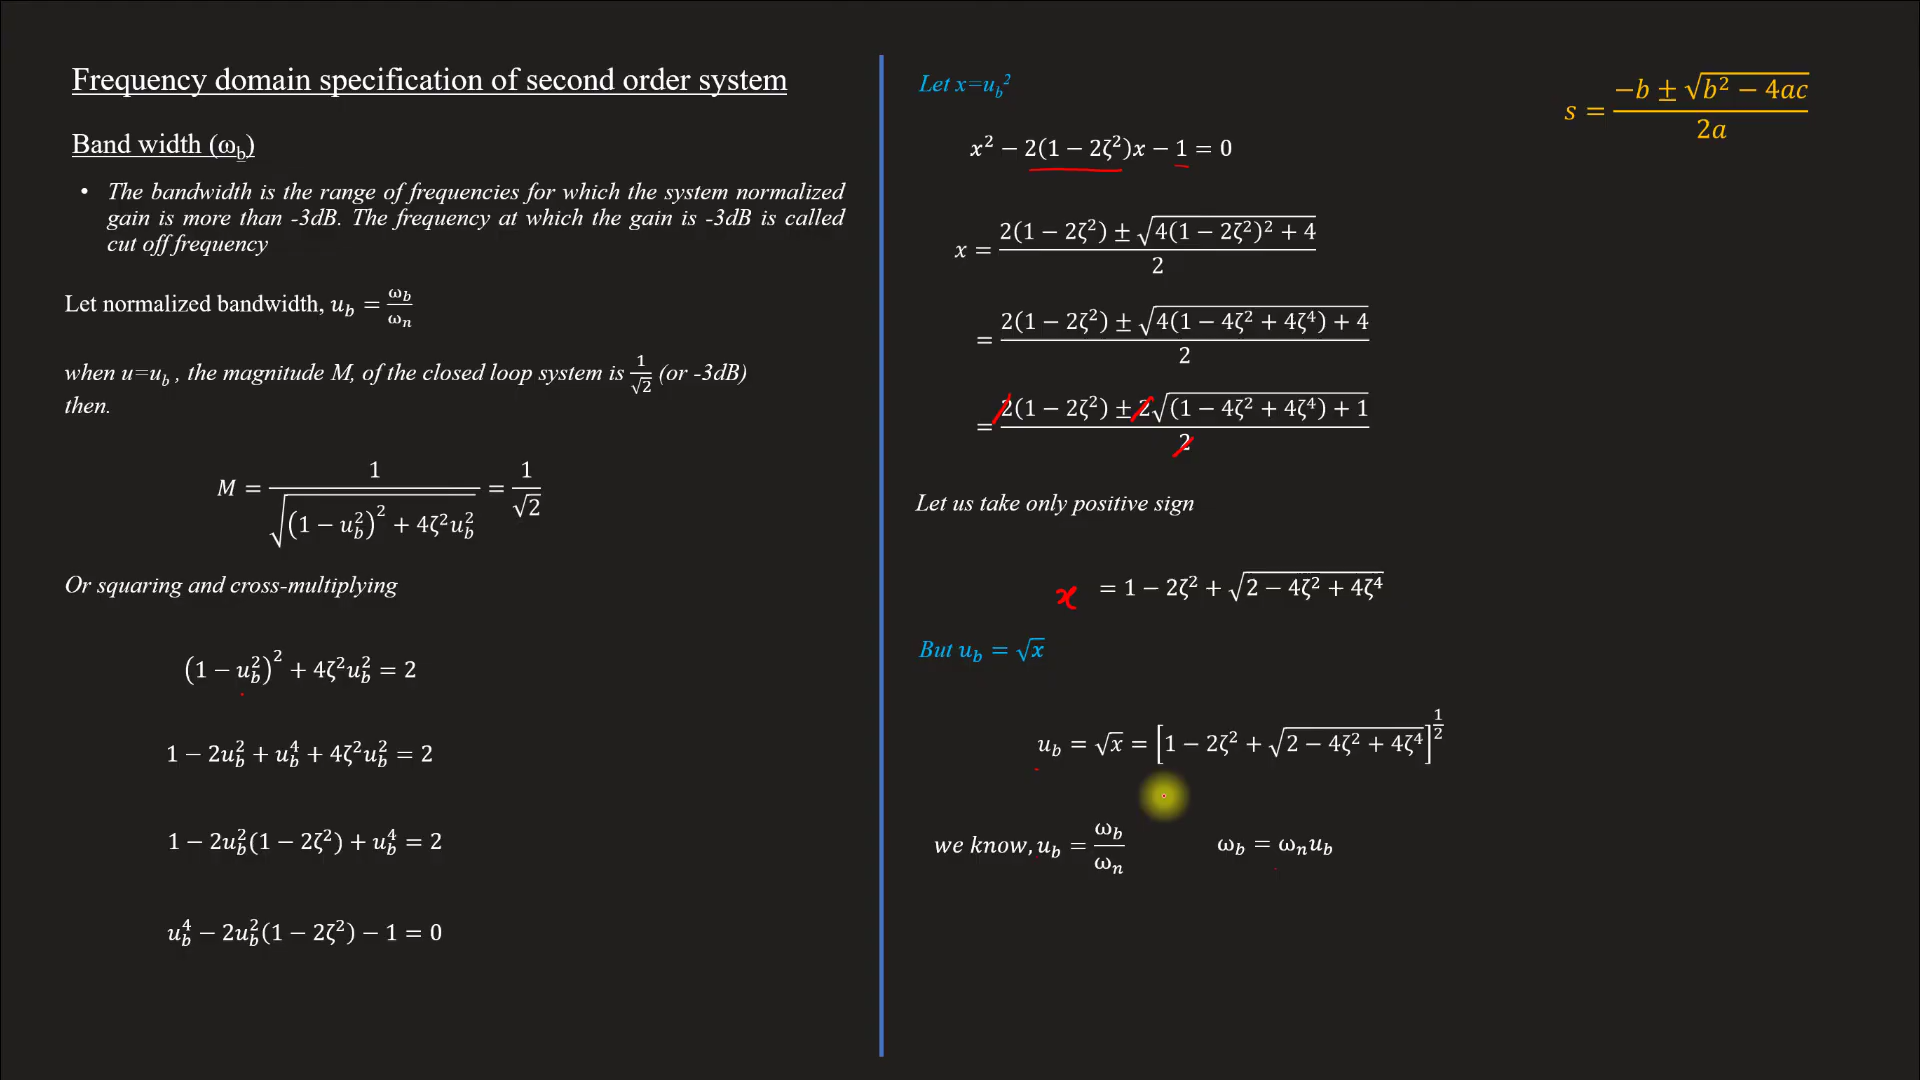 Frequency domain specification of second order system
Band width (ω_b)
• The bandwidth is the range of frequencies for which the system normalized
gain is more than -3dB. The frequency at which the gain is -3dB is called
cut off frequency
Let normalized bandwidth, u_b = ω_b/ω_n
when u=u_b , the magnitude M, of the closed loop system is 1/√2 (or -3dB)
then.
M = 1/√((1 − u_b²)² + 4ζ²u_b²) = 1/√2
Or squaring and cross-multiplying
(1 − u_b²)² + 4ζ²u_b² = 2
1 − 2u_b² + u_b⁴ + 4ζ²u_b² = 2
1 − 2u_b²(1 − 2ζ²) + u_b⁴ = 2
u_b⁴ − 2u_b²(1 − 2ζ²) − 1 = 0
Let x=u_b²
x² − 2(1 − 2ζ²)x − 1 = 0
x = (2(1 − 2ζ²) ± √(4(1 − 2ζ²)² + 4))/2
= (2(1 − 2ζ²) ± √(4(1 − 4ζ² + 4ζ⁴) + 4))/2
= (2(1 − 2ζ²) ± 2√((1 − 4ζ² + 4ζ⁴) + 1))/2
Let us take only positive sign
x = 1 − 2ζ² + √(2 − 4ζ² + 4ζ⁴)
But u_b = √x
u_b = √x = [1 − 2ζ² + √(2 − 4ζ² + 4ζ⁴)]^(1/2)
we know, u_b = ω_b/ω_n ω_b = ω_n u_b
s = (−b ± √(b² − 4ac))/2a